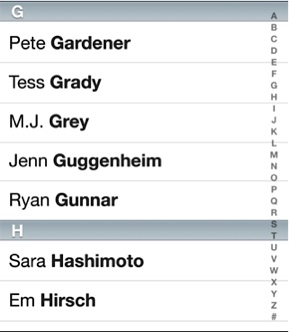 G
Pete Gardener
Tess Grady
M.J. Grey
Jenn Guggenheim
Ryan Gunnar
H
Sara Hashimoto
Em Hirsch
A
B
C
D
E
F
G
H
I
J
K
L
M
N
O
P
Q
R
S
T
U
V
W
X
Y
Z
#